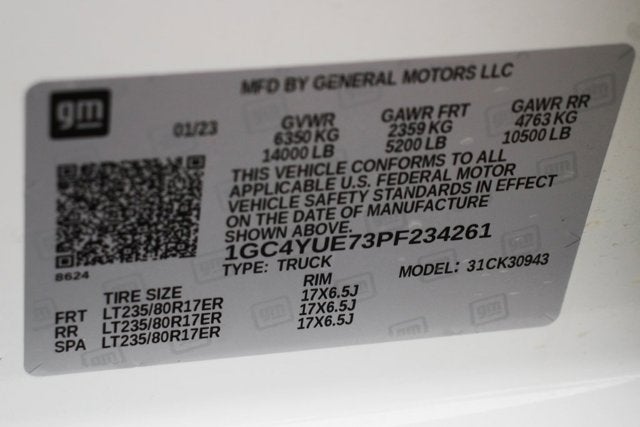 MFD BY GENERAL MOTORS LLC
gm
01/23 GVWR GAWR FRT GAWR RR
6350 KG 2359 KG 4763 KG
14000 LB 5200 LB 10500 LB
THIS VEHICLE CONFORMS TO ALL
APPLICABLE U.S. FEDERAL MOTOR
VEHICLE SAFETY STANDARDS IN EFFECT
ON THE DATE OF MANUFACTURE
SHOWN ABOVE.
8624
1GC4YUE73PF234261
TYPE: TRUCK MODEL: 31CK30943
TIRE SIZE RIM
FRT LT235/80R17ER 17X6.5J
RR LT235/80R17ER 17X6.5J
SPA LT235/80R17ER 17X6.5J